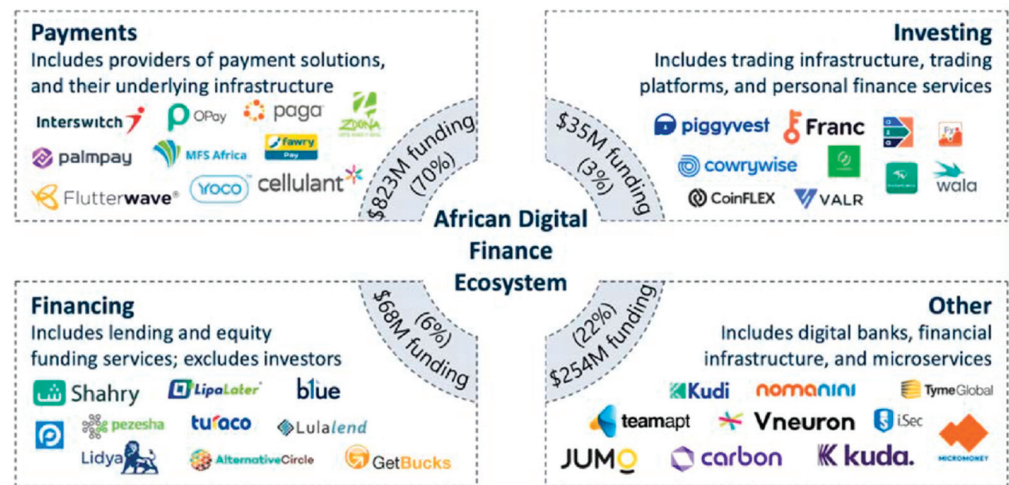 Payments
Includes providers of payment solutions,
and their underlying infrastructure
Interswitch
OPay
paga
ZOONA
palmpay
MFS Africa
fawry
Pay
Flutterwave®
YOCO
cellulant
$823M funding
(70%)
Investing
Includes trading infrastructure, trading
platforms, and personal finance services
piggyvest
Franc
cowrywise
wala
CoinFLEX
VALR
$35M funding
(3%)
African Digital
Finance
Ecosystem
Financing
Includes lending and equity
funding services; excludes investors
Shahry
LipaLater
b1ue
pezesha
turaco
Lulalend
Lidya
AlternativeCircle
GetBucks
(6%)
$68M funding
Other
Includes digital banks, financial
infrastructure, and microservices
Kudi
nomanini
TymeGlobal
teamapt
Vneuron
iSec
JUMO
carbon
kuda.
MICROMONEY
(22%)
$254M funding